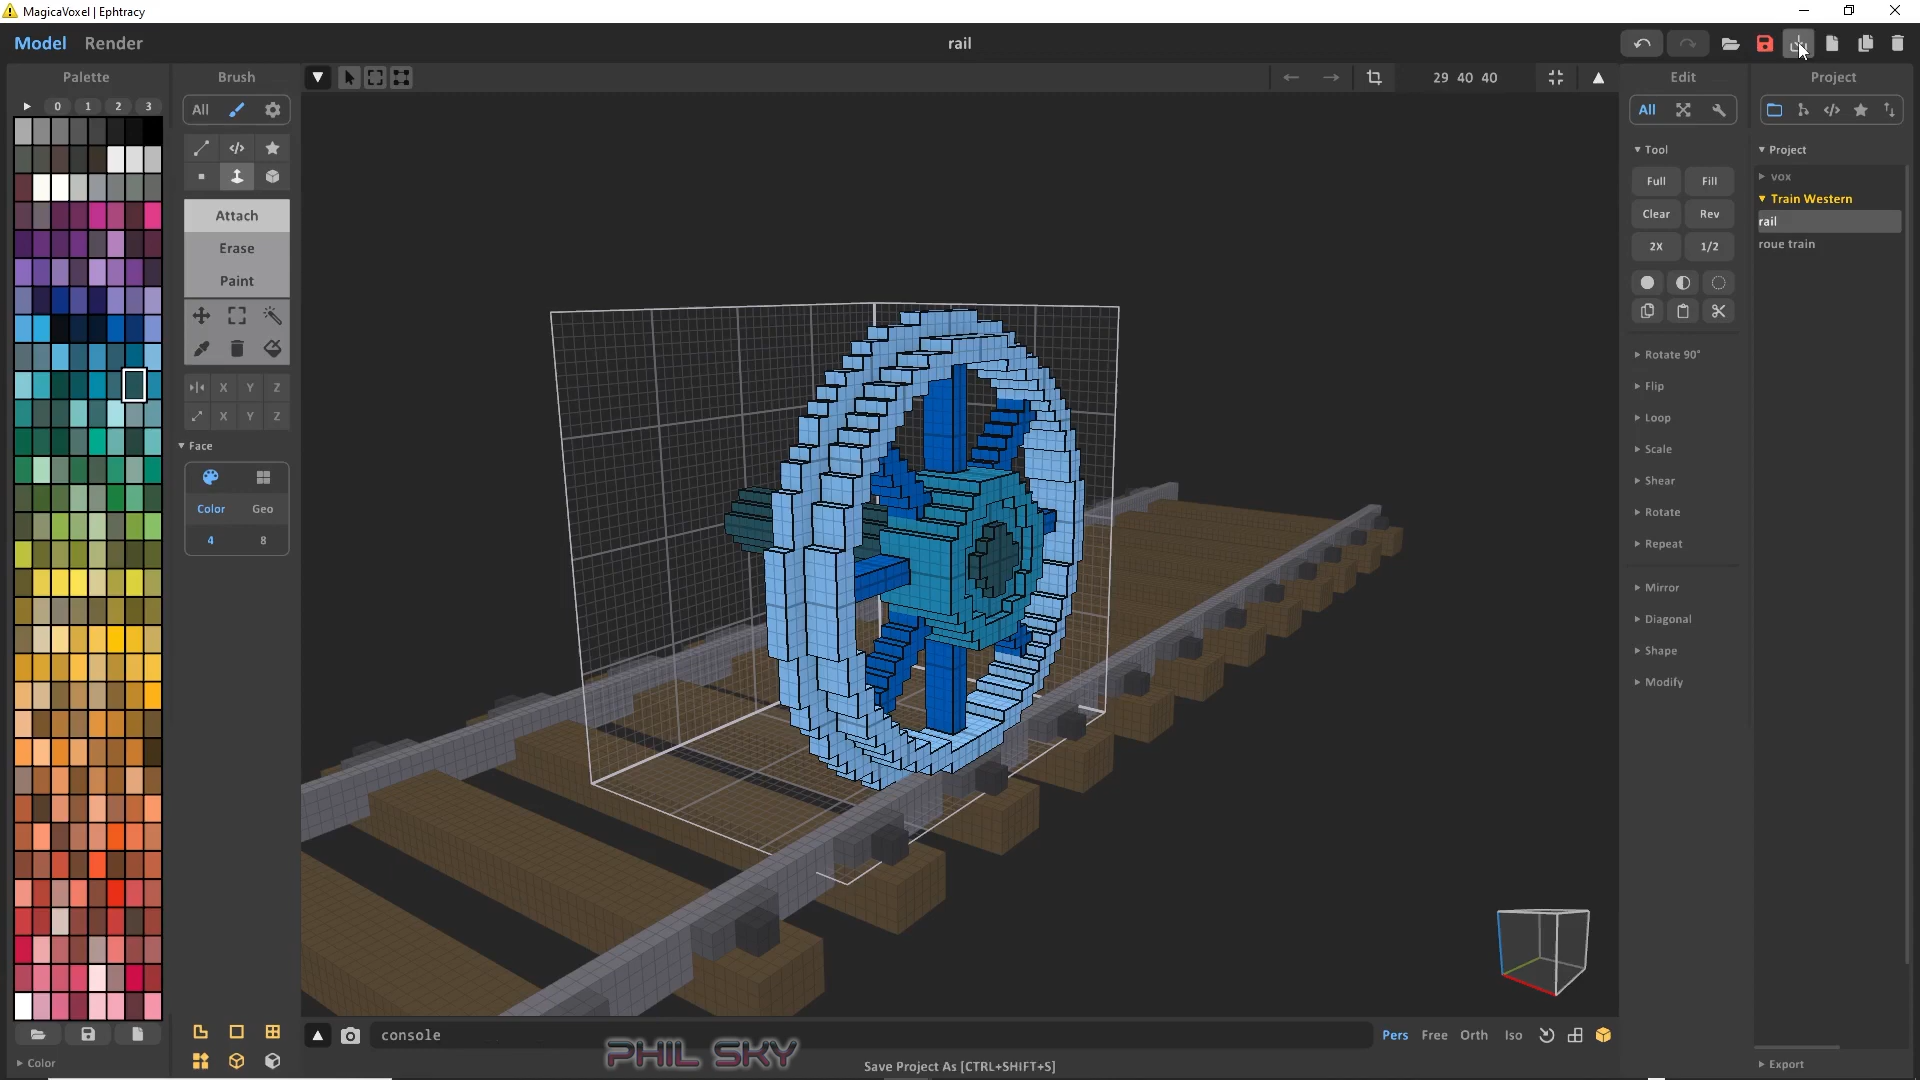 MagicaVoxel | Ephtracy
Model Render
rail
Palette
Brush
29 40 40
Edit
Project
0 1 2 3
All
All
Tool
Project
Full Fill
vox
Train Western
Clear Rev
rail
Attach
roue train
Erase
2X 1/2
Paint
Rotate 90°
X Y Z
Flip
X Y Z
Loop
Face
Scale
Shear
Color Geo
Rotate
4 8
Repeat
Mirror
Diagonal
Shape
Modify
console
Pers Free Orth Iso
PHIL SKY
Save Project As [CTRL+SHIFT+S]
Color
Export